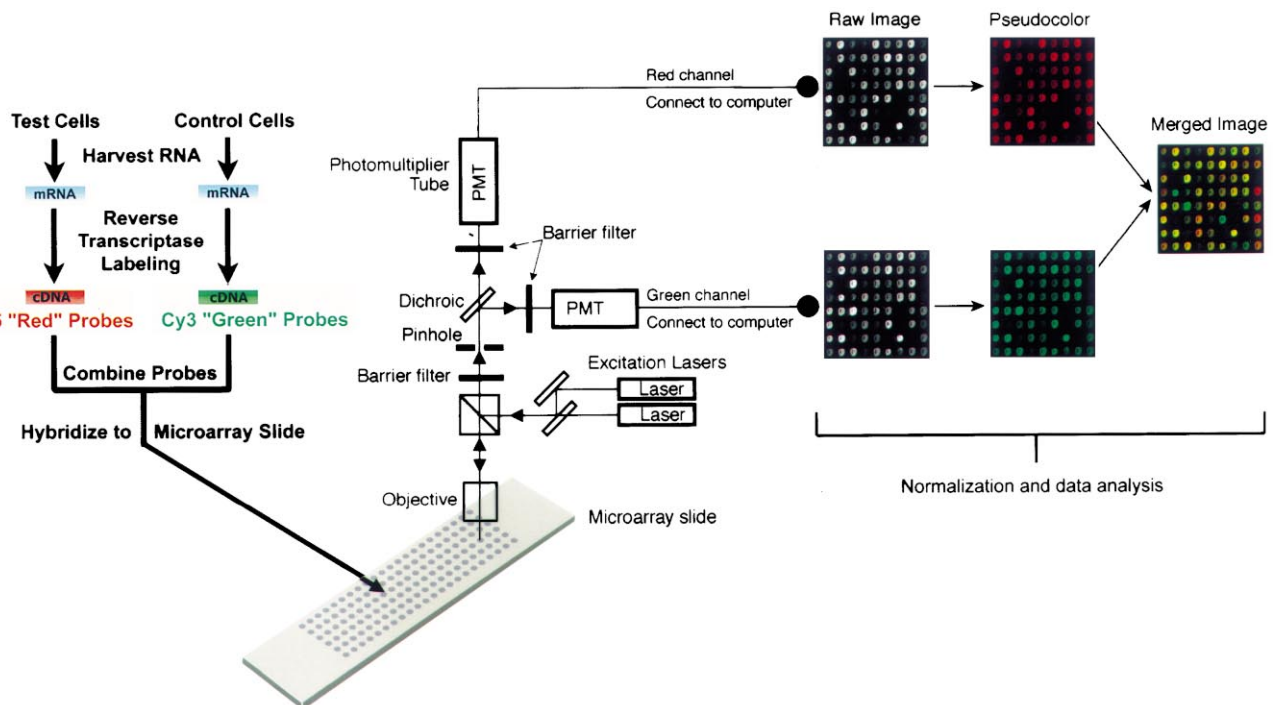 Test Cells
Control Cells
Harvest RNA
mRNA
mRNA
Reverse
Transcriptase
Labeling
cDNA
cDNA
"Red" Probes
Cy3 "Green" Probes
Combine Probes
Hybridize to
Microarray Slide
Photomultiplier
Tube
PMT
Barrier filter
Dichroic
Pinhole
Barrier filter
PMT
Excitation Lasers
Laser
Laser
Objective
Microarray slide
Red channel
Connect to computer
Green channel
Connect to computer
Raw Image
Pseudocolor
Merged Image
Normalization and data analysis